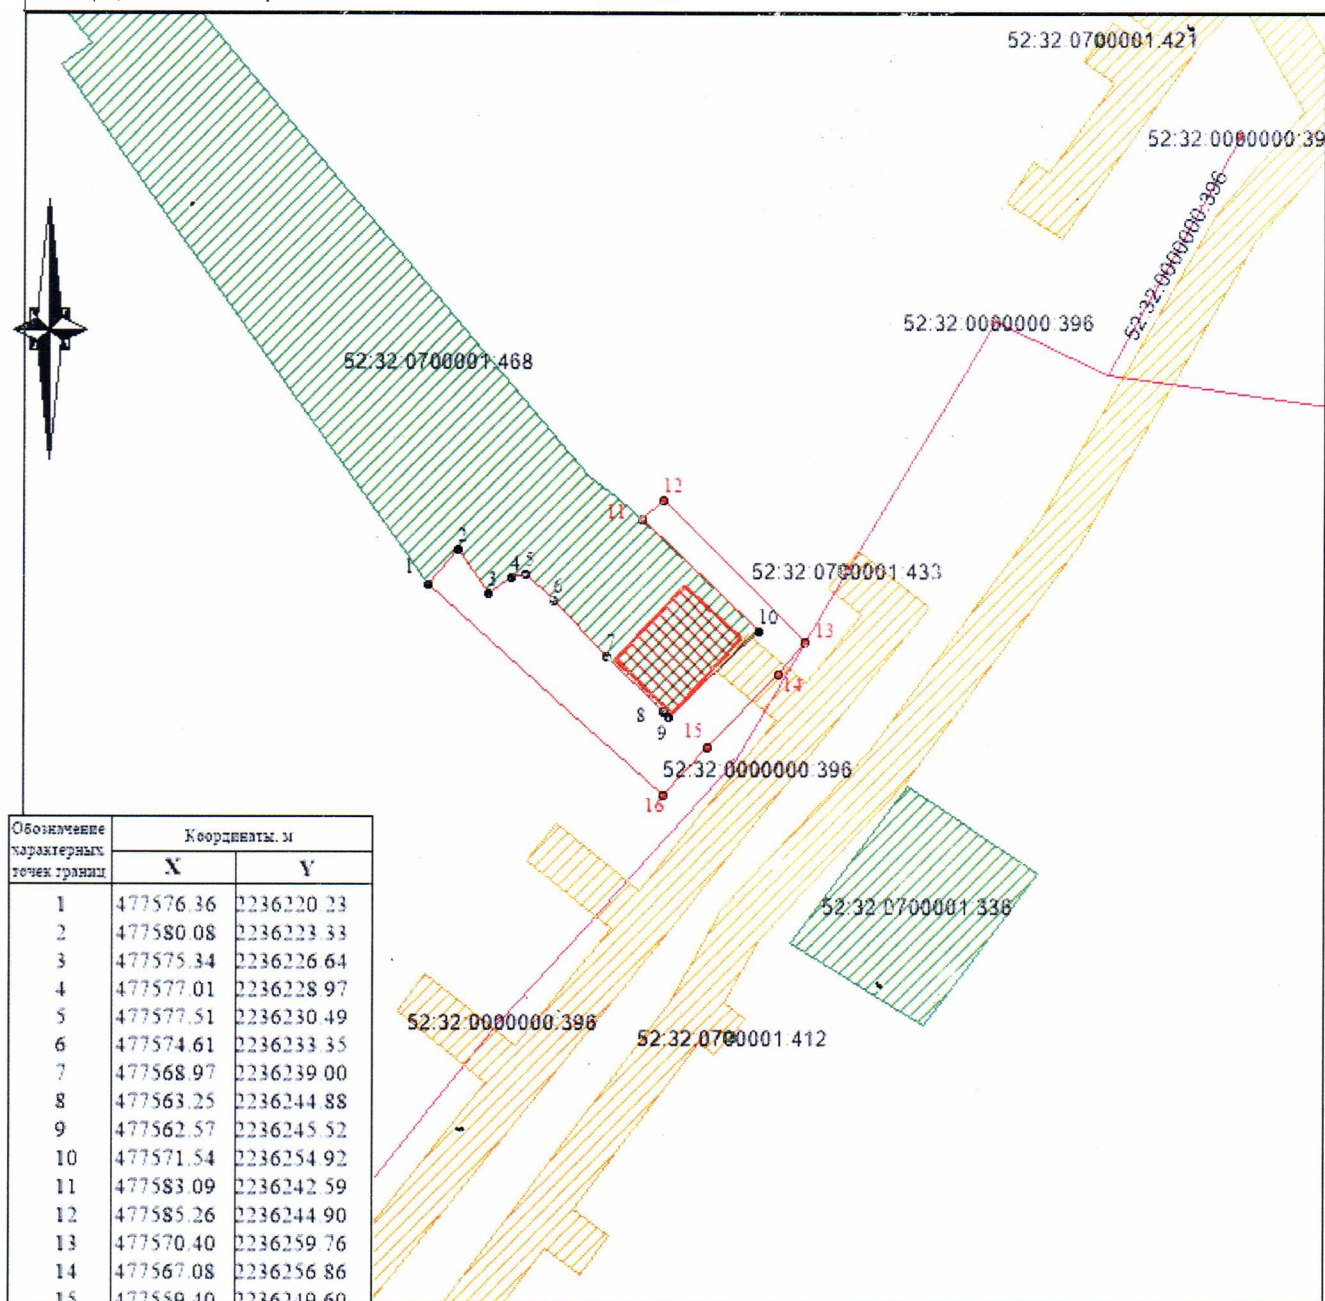 52:32:0700001:421
52:32:0000000:39
52:32:0000000:396
52:32:0000000:396
52:32:0700001:468
12
11
52:32:0700001:433
2
1
3
4
5
6
10
13
7
14
8
9
15
52:32:0000000:396
16
52:32:0700001:336
52:32:0000000:396
52:32:0700001:412
Обозначение характерных точек границ
Координаты, м
X Y
1 477576.36 2236220.23
2 477580.08 2236223.33
3 477575.34 2236226.64
4 477577.01 2236228.97
5 477577.51 2236230.49
6 477574.61 2236233.35
7 477568.97 2236239.00
8 477563.25 2236244.88
9 477562.57 2236245.52
10 477571.54 2236254.92
11 477583.09 2236242.59
12 477585.26 2236244.90
13 477570.40 2236259.76
14 477567.08 2236256.86
15 477559.40 2236249.60